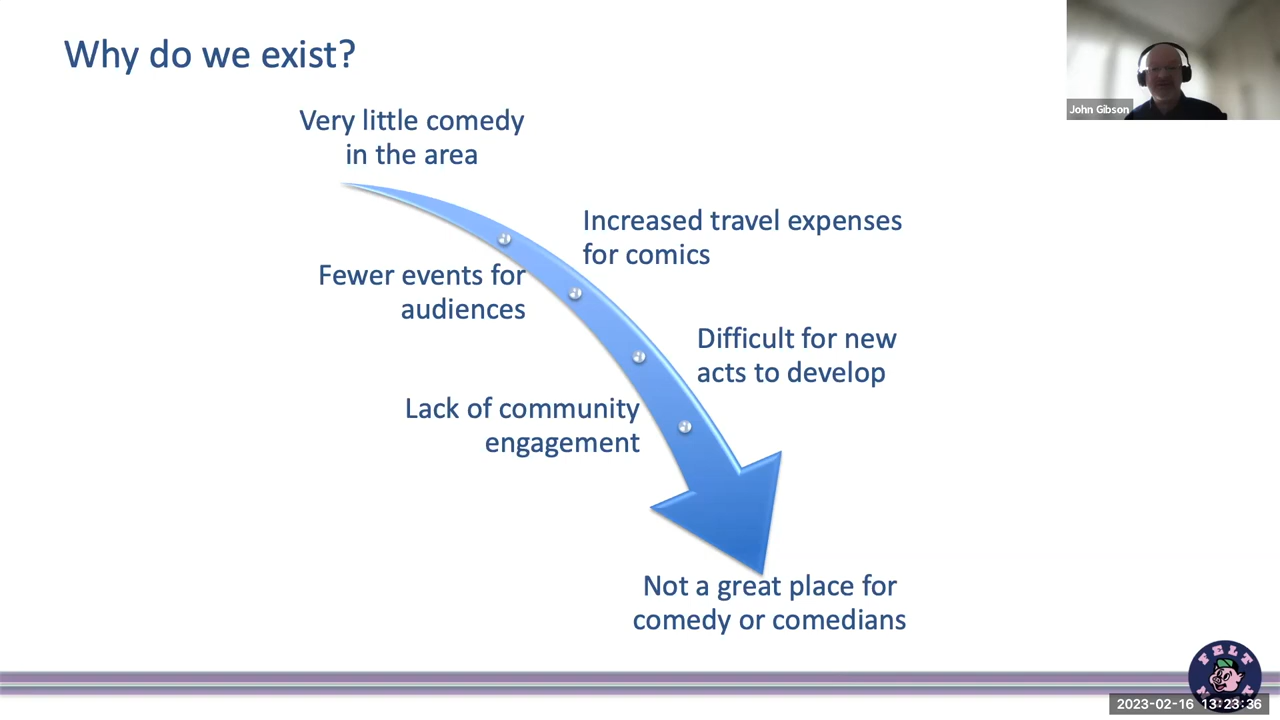 Why do we exist?
John Gibson
Very little comedy
in the area
Increased travel expenses
for comics
Fewer events for
audiences
Difficult for new
acts to develop
Lack of community
engagement
Not a great place for
comedy or comedians
FELT
2023-02-16 13:23:36